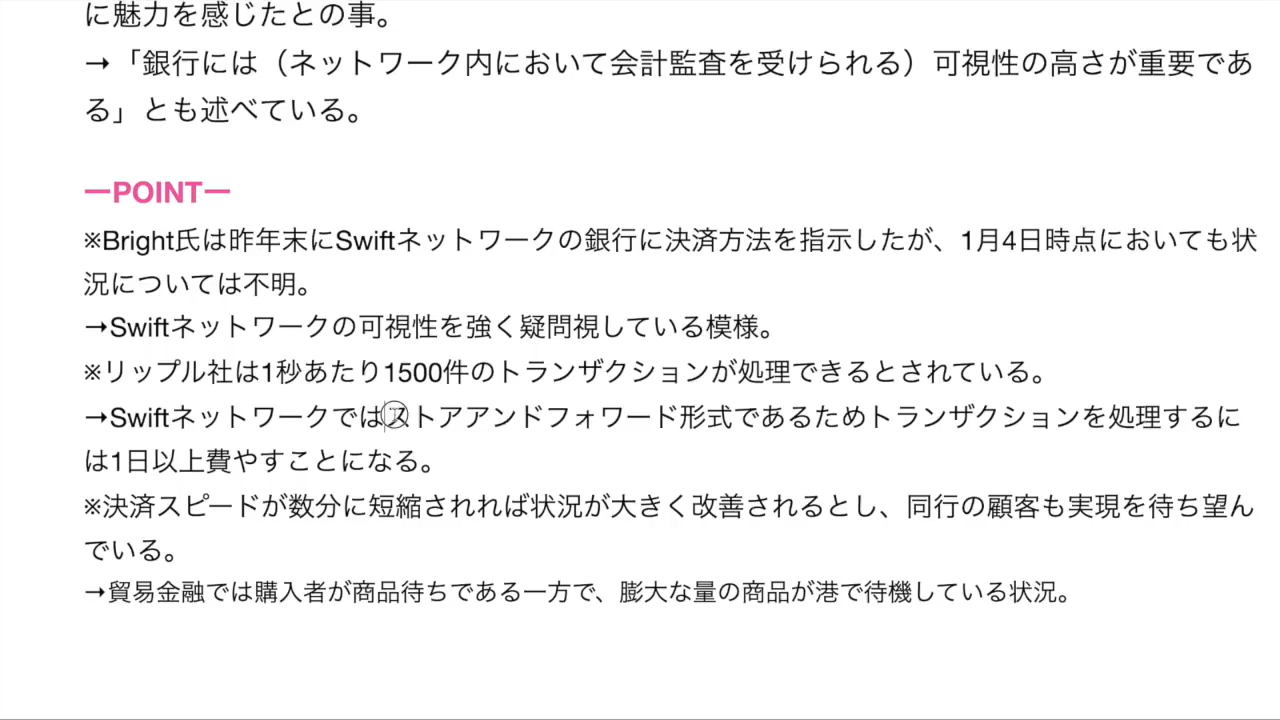 に魅力を感じたとの事。
→「銀行には（ネットワーク内において会計監査を受けられる）可視性の高さが重要であ
る」とも述べている。
ーPOINTー
※Bright氏は昨年末にSwiftネットワークの銀行に決済方法を指示したが、1月4日時点においても状
況については不明。
→Swiftネットワークの可視性を強く疑問視している模様。
※リップル社は1秒あたり1500件のトランザクションが処理できるとされている。
→Swiftネットワークではストアアンドフォワード形式であるためトランザクションを処理するに
は1日以上費やすことになる。
※決済スピードが数分に短縮されれば状況が大きく改善されるとし、同行の顧客も実現を待ち望ん
でいる。
→貿易金融では購入者が商品待ちである一方で、膨大な量の商品が港で待機している状況。